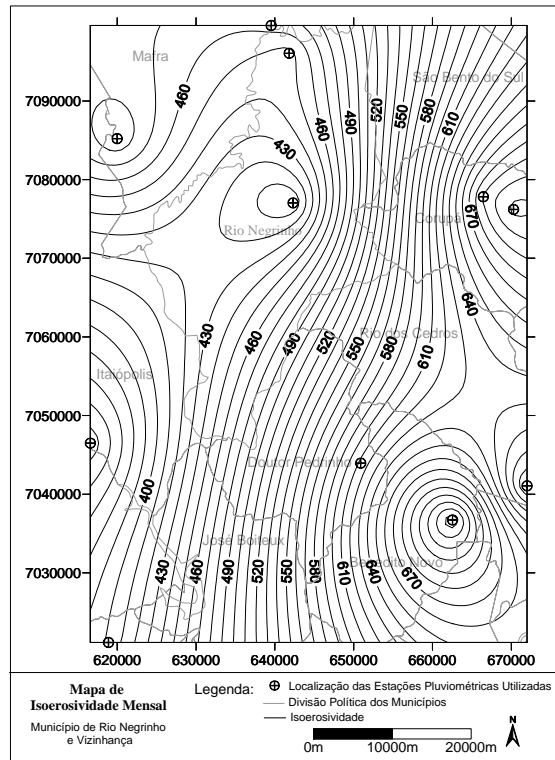 Mafra
São Bento do Sul
7090000
460
460
490
520
550
580
610
430
7080000
Rio Negrinho
Corupá
670
7070000
640
7060000
430
460
490
520
550
580
610
Rio dos Cedros
Itaiópolis
7050000
Doutor Pedrinho
400
7040000
José Boiteux
Benedito Novo
7030000
430
460
490
520
550
580
610
640
670
620000
630000
640000
650000
660000
670000
Mapa de
Isoerosividade Mensal
Município de Rio Negrinho
e Vizinhança
Legenda:
Localização das Estações Pluviométricas Utilizadas
Divisão Política dos Municípios
Isoerosividade
0m
10000m
20000m
N